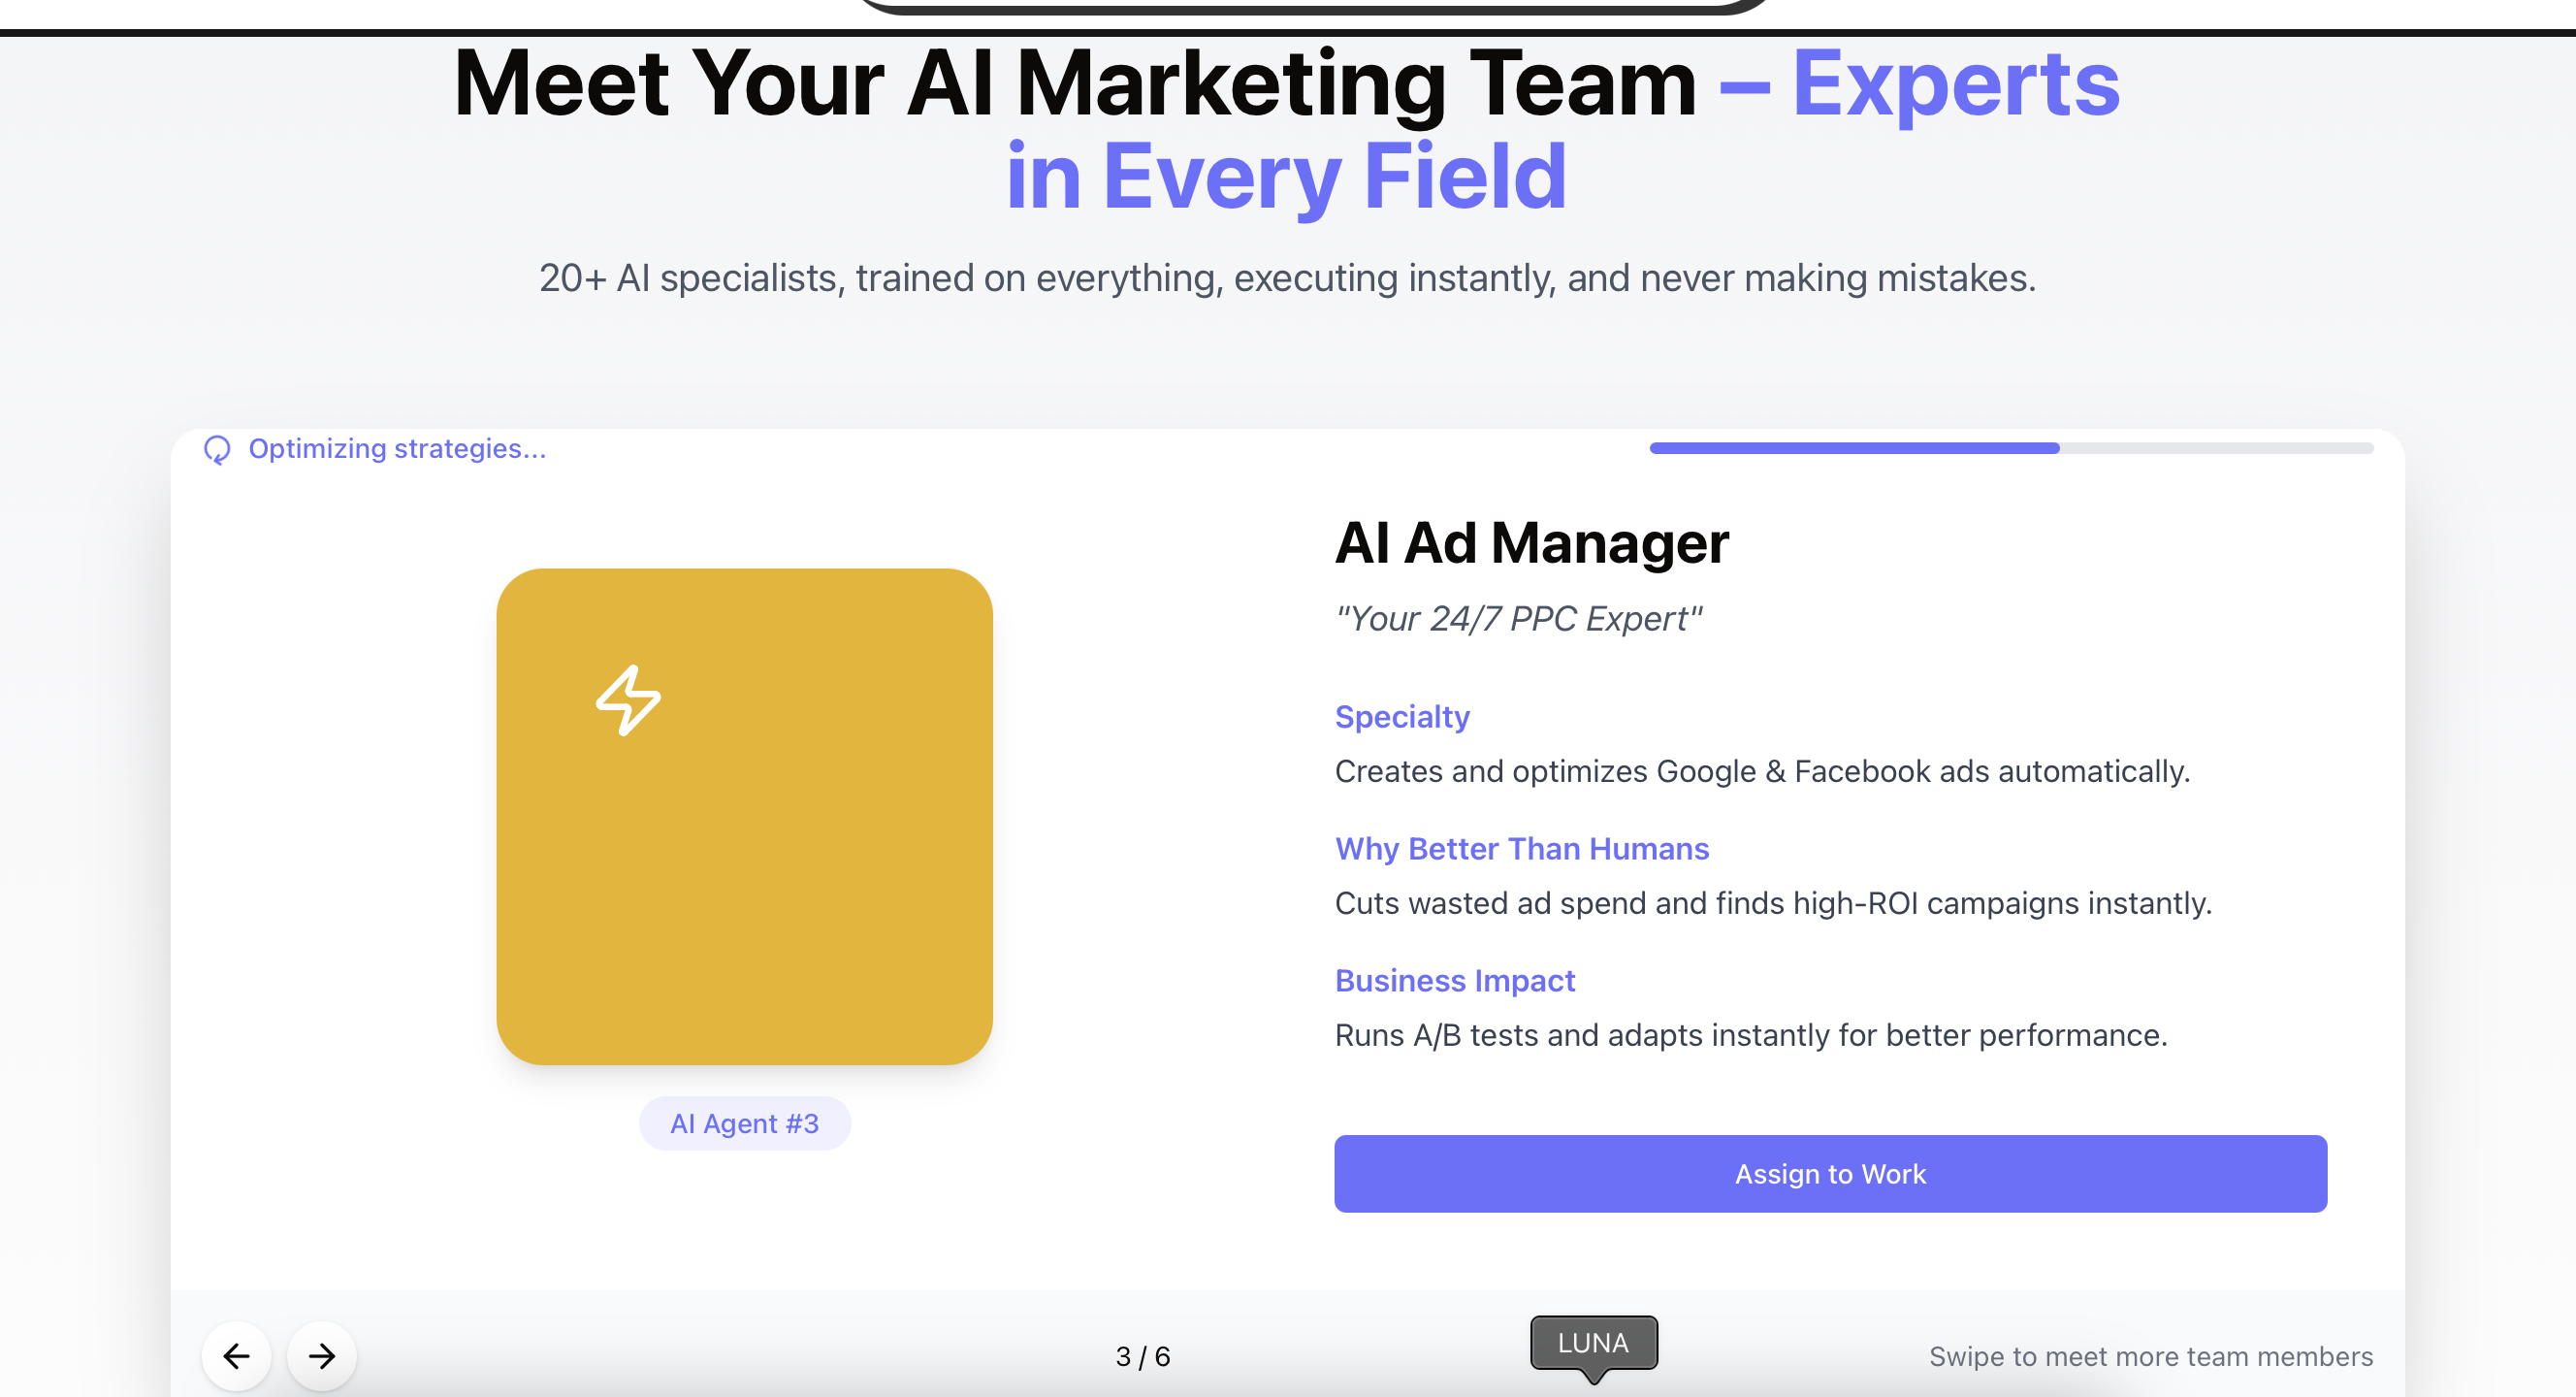 Meet Your AI Marketing Team – Experts
in Every Field
20+ AI specialists, trained on everything, executing instantly, and never making mistakes.
Optimizing strategies...
AI Ad Manager
"Your 24/7 PPC Expert"
Specialty
Creates and optimizes Google & Facebook ads automatically.
Why Better Than Humans
Cuts wasted ad spend and finds high-ROI campaigns instantly.
Business Impact
Runs A/B tests and adapts instantly for better performance.
AI Agent #3
Assign to Work
3 / 6
LUNA
Swipe to meet more team members